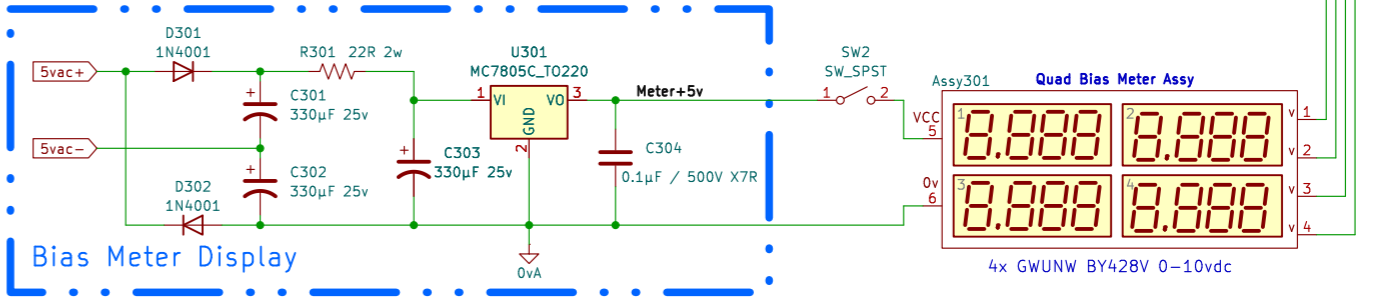 D301
1N4001
5vac+
R301 22R 2w
U301
MC7805C_TO220
1
VI
VO
3
GND
2
Meter+5v
+
C301
330µF 25v
5vac-
+
C302
330µF 25v
D302
1N4001
+
C303
330µF 25v
C304
0.1µF / 500V X7R
0vA
Bias Meter Display
SW2
SW_SPST
1
2
Assy301
Quad Bias Meter Assy
VCC
5
0v
6
1
8.888
2
8.888
3
8.888
4
8.888
v 1
v 2
v 3
v 4
4x GWUNW BY428V 0-10vdc